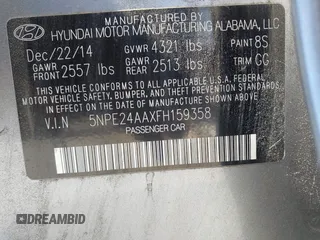 MANUFACTURED BY
HYUNDAI MOTOR MANUFACTURING ALABAMA, LLC
Dec/22/14 GVWR 4321 lbs PAINT 8S
GAWR FRONT 2557 lbs GAWR REAR 2513 lbs TRIM GG
THIS VEHICLE CONFORMS TO ALL APPLICABLE U.S.
FEDERAL MOTOR VEHICLE SAFETY, BUMPER, AND
THEFT PREVENTION STANDARDS IN EFFECT ON THE
DATE OF MANUFACTURE SHOWN ABOVE.
V.I.N 5NPE24AAXFH159358
PASSENGER CAR
DREAMBID